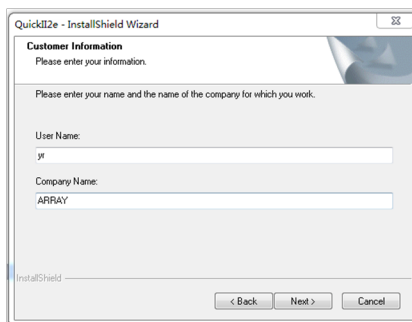 QuickII2e - InstallShield Wizard
Customer Information
Please enter your information.
Please enter your name and the name of the company for which you work.
User Name:
yr
Company Name:
ARRAY
InstallShield
< Back Next > Cancel